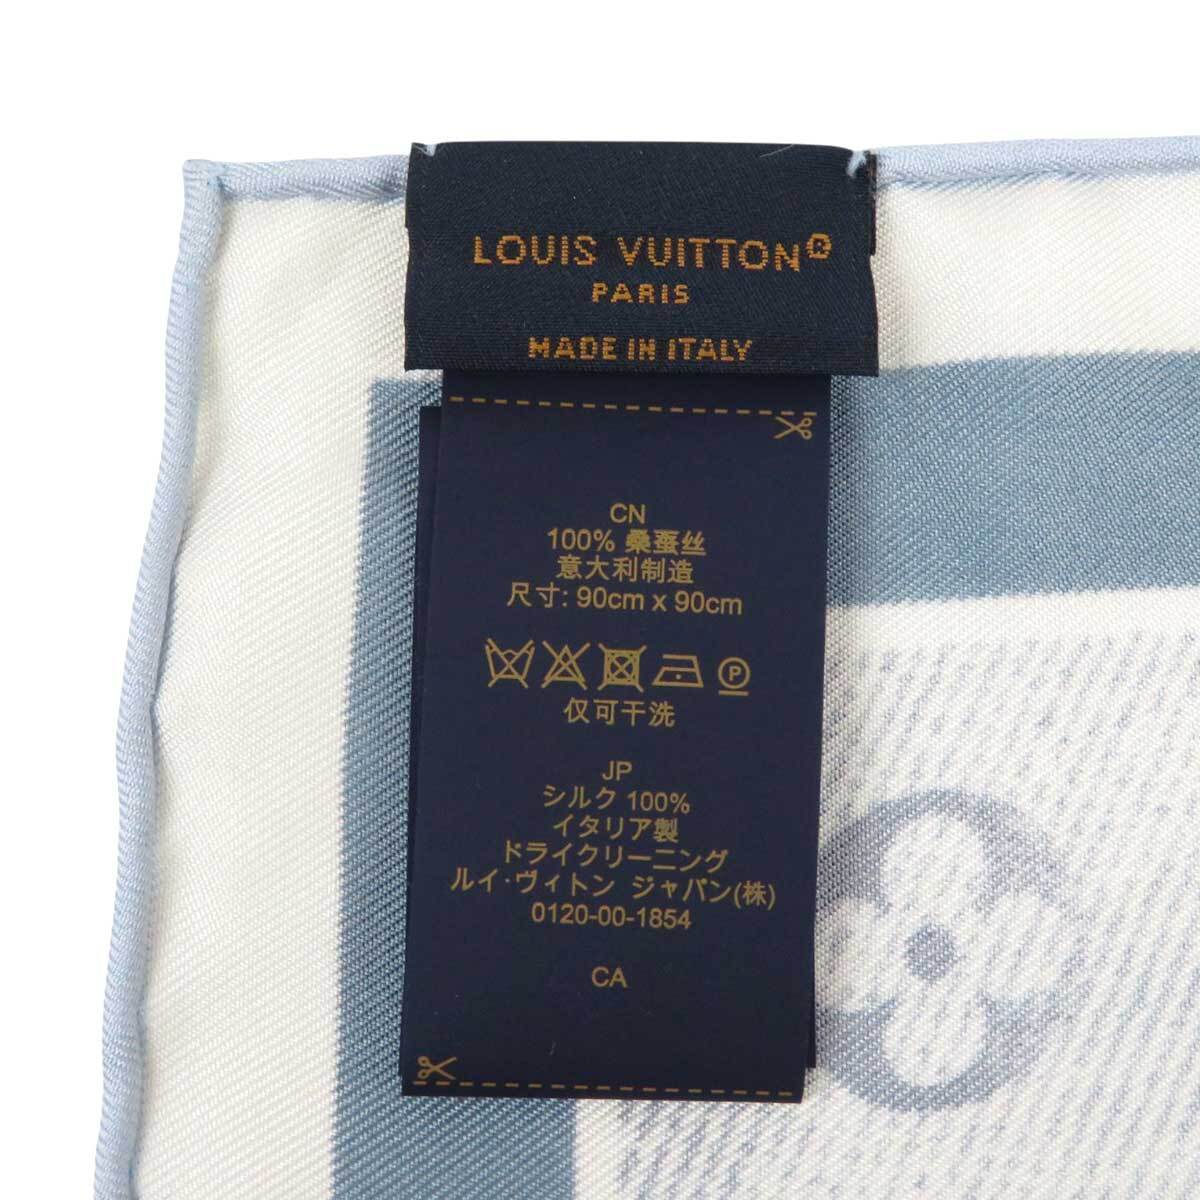 LOUIS VUITTON®
PARIS
MADE IN ITALY
CN
100% 桑蚕丝
意大利制造
尺寸: 90cm x 90cm
P
仅可干洗
JP
シルク 100%
イタリア製
ドライクリーニング
ルイ・ヴィトン ジャパン(株)
0120-00-1854
CA